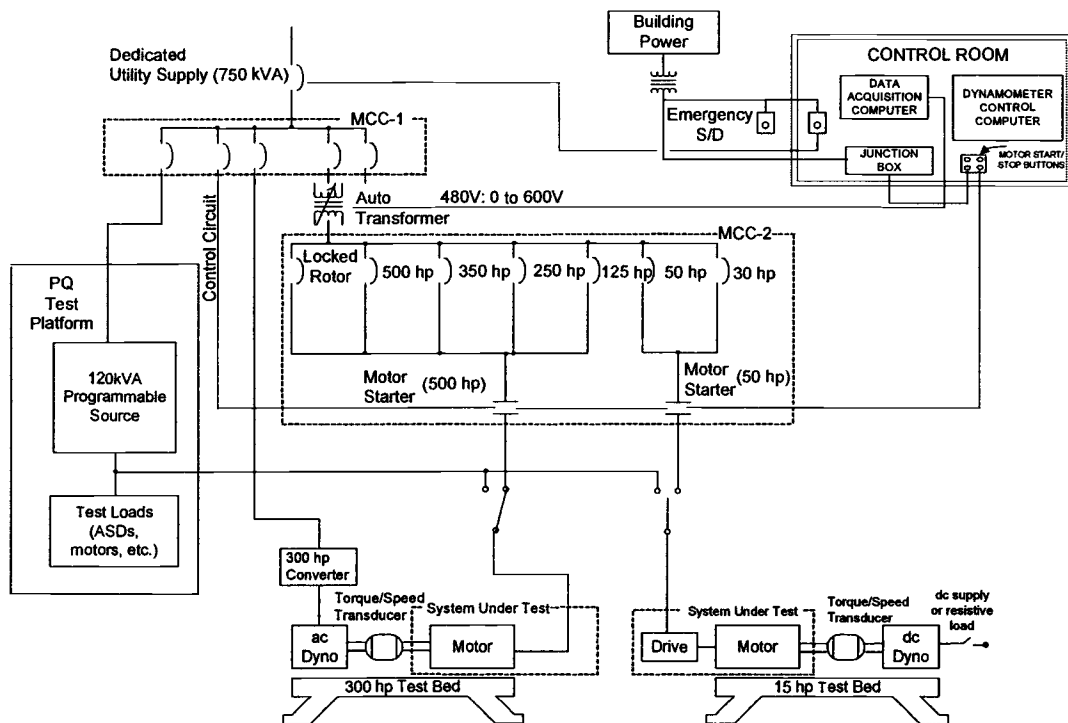 Building
Power
Dedicated
Utility Supply (750 kVA)
CONTROL ROOM
DATA
ACQUISITION
COMPUTER
DYNAMOMETER
CONTROL
COMPUTER
Emergency
S/D
MCC-1
JUNCTION
BOX
MOTOR START/
STOP BUTTONS
Auto
Transformer
480V: 0 to 600V
Control Circuit
MCC-2
Locked
Rotor
500 hp
350 hp
250 hp
125 hp
50 hp
30 hp
PQ
Test
Platform
120kVA
Programmable
Source
Motor
Starter
(500 hp)
Motor
Starter
(50 hp)
Test Loads
(ASDs,
motors, etc.)
300 hp
Converter
Torque/Speed
Transducer
System Under Test
ac
Dyno
Motor
300 hp Test Bed
System Under Test
Torque/Speed
Transducer
dc supply
or resistive
load
Drive
Motor
dc
Dyno
15 hp Test Bed